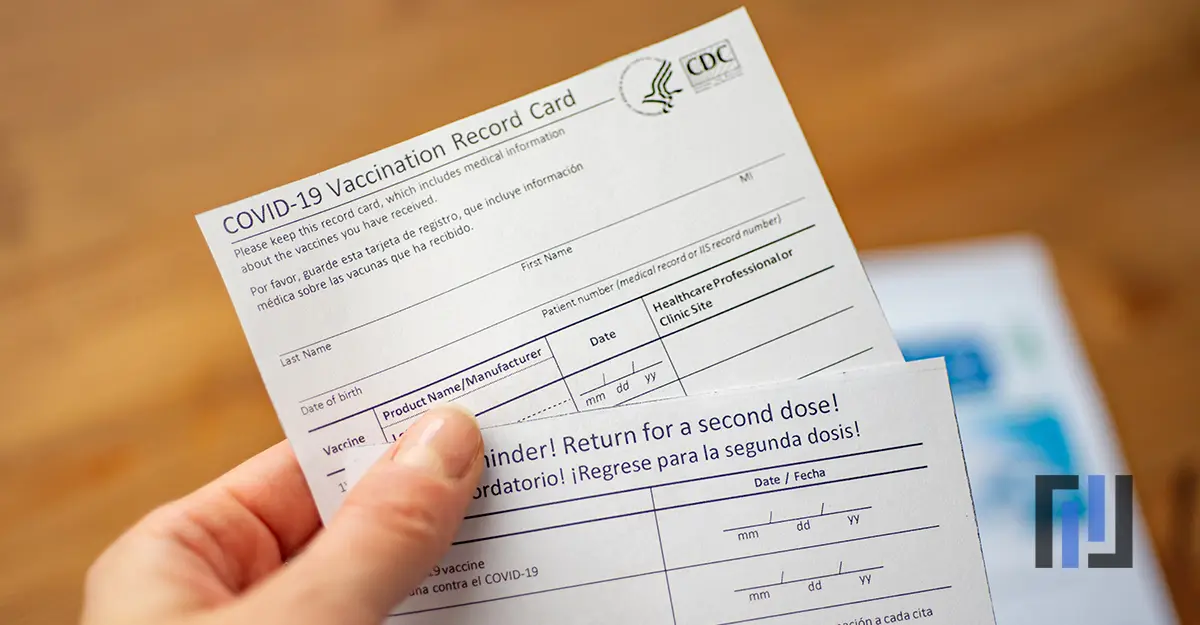 CDC
COVID-19 Vaccination Record Card
Please keep this record card, which includes medical information
about the vaccines you have received.
Por favor, guarde esta tarjeta de registro, que incluye información
médica sobre las vacunas que ha recibido.
Last Name
First Name
MI
Date of birth
Patient number (medical record or IIS record number)
Vaccine
Product Name/Manufacturer
Date
Healthcare Professional or
Clinic Site
mm dd yy
inder! Return for a second dose!
ordatorio! ¡Regrese para la segunda dosis!
Date / Fecha
mm dd yy
19 vaccine
una contra el COVID-19
mm dd yy
ación a cada cita